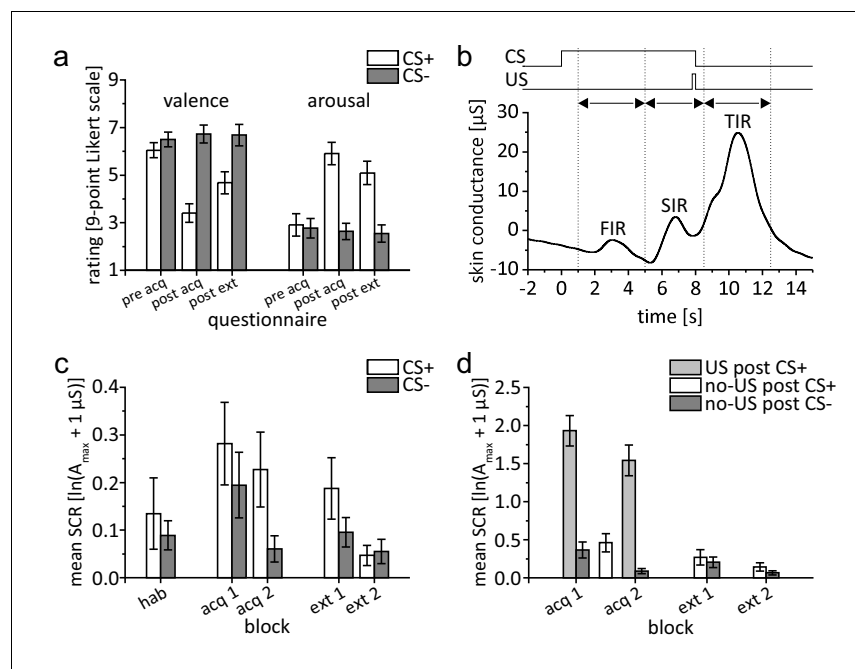 a
CS+
CS-
rating [9-point Likert scale]
9
7
5
3
1
valence
arousal
pre acq
post acq
post ext
pre acq
post acq
post ext
questionnaire
b
CS
US
skin conductance [µS]
30
20
10
0
-10
FIR
SIR
TIR
-2 0 2 4 6 8 10 12 14
time [s]
c
CS+
CS-
mean SCR [ln(Amax + 1 µS)]
0.4
0.3
0.2
0.1
0.0
hab
acq 1
acq 2
ext 1
ext 2
block
d
US post CS+
no-US post CS+
no-US post CS-
mean SCR [ln(Amax + 1 µS)]
2.5
2.0
1.5
1.0
0.5
0.0
acq 1
acq 2
ext 1
ext 2
block